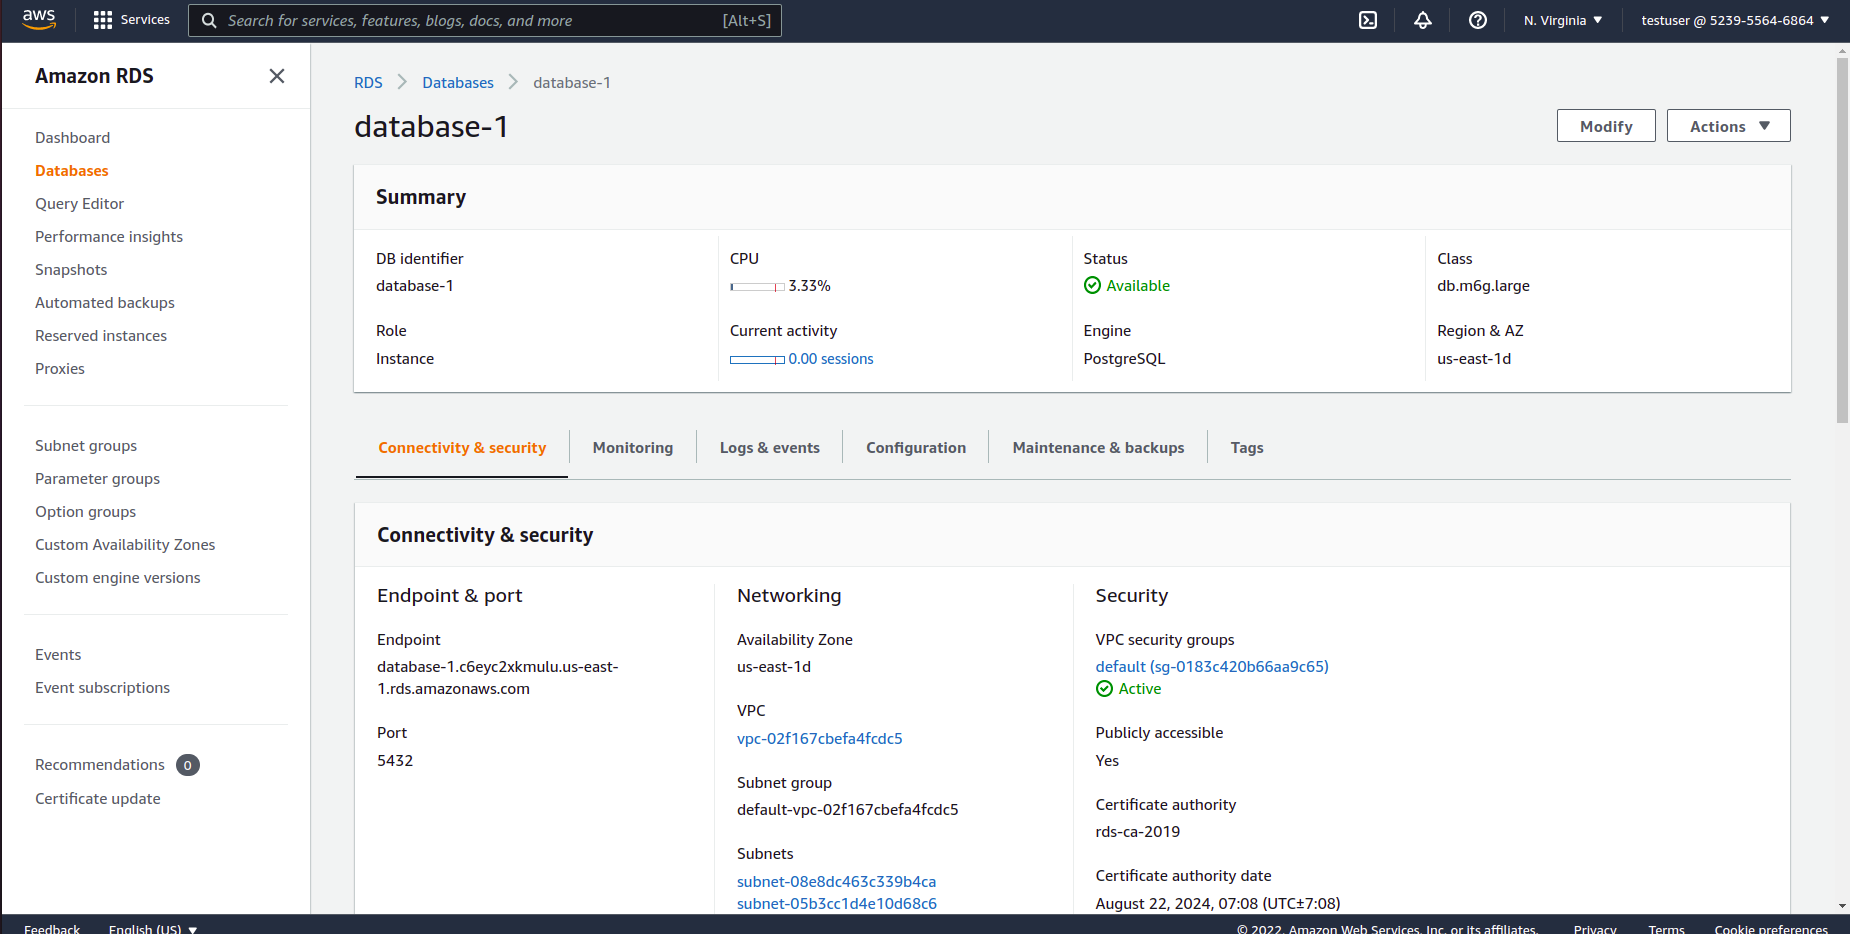 aws
Services
Search for services, features, blogs, docs, and more
[Alt+S]
N. Virginia
testuser @ 5239-5564-6864
Amazon RDS
Dashboard
Databases
Query Editor
Performance insights
Snapshots
Automated backups
Reserved instances
Proxies
Subnet groups
Parameter groups
Option groups
Custom Availability Zones
Custom engine versions
Events
Event subscriptions
Recommendations 0
Certificate update
RDS Databases database-1
database-1
Modify
Actions
Summary
DB identifier
database-1
Role
Instance
CPU
3.33%
Current activity
0.00 sessions
Status
Available
Engine
PostgreSQL
Class
db.m6g.large
Region & AZ
us-east-1d
Connectivity & security
Monitoring
Logs & events
Configuration
Maintenance & backups
Tags
Connectivity & security
Endpoint & port
Endpoint
database-1.c6eyc2xkmulu.us-east-
1.rds.amazonaws.com
Port
5432
Networking
Availability Zone
us-east-1d
VPC
vpc-02f167cbefa4fcdc5
Subnet group
default-vpc-02f167cbefa4fcdc5
Subnets
subnet-08e8dc463c339b4ca
subnet-05b3cc1d4e10d68c6
Security
VPC security groups
default (sg-0183c420b66aa9c65)
Active
Publicly accessible
Yes
Certificate authority
rds-ca-2019
Certificate authority date
August 22, 2024, 07:08 (UTC±7:08)
Feedback
English (US)
© 2022, Amazon Web Services, Inc. or its affiliates.
Privacy
Terms
Cookie preferences